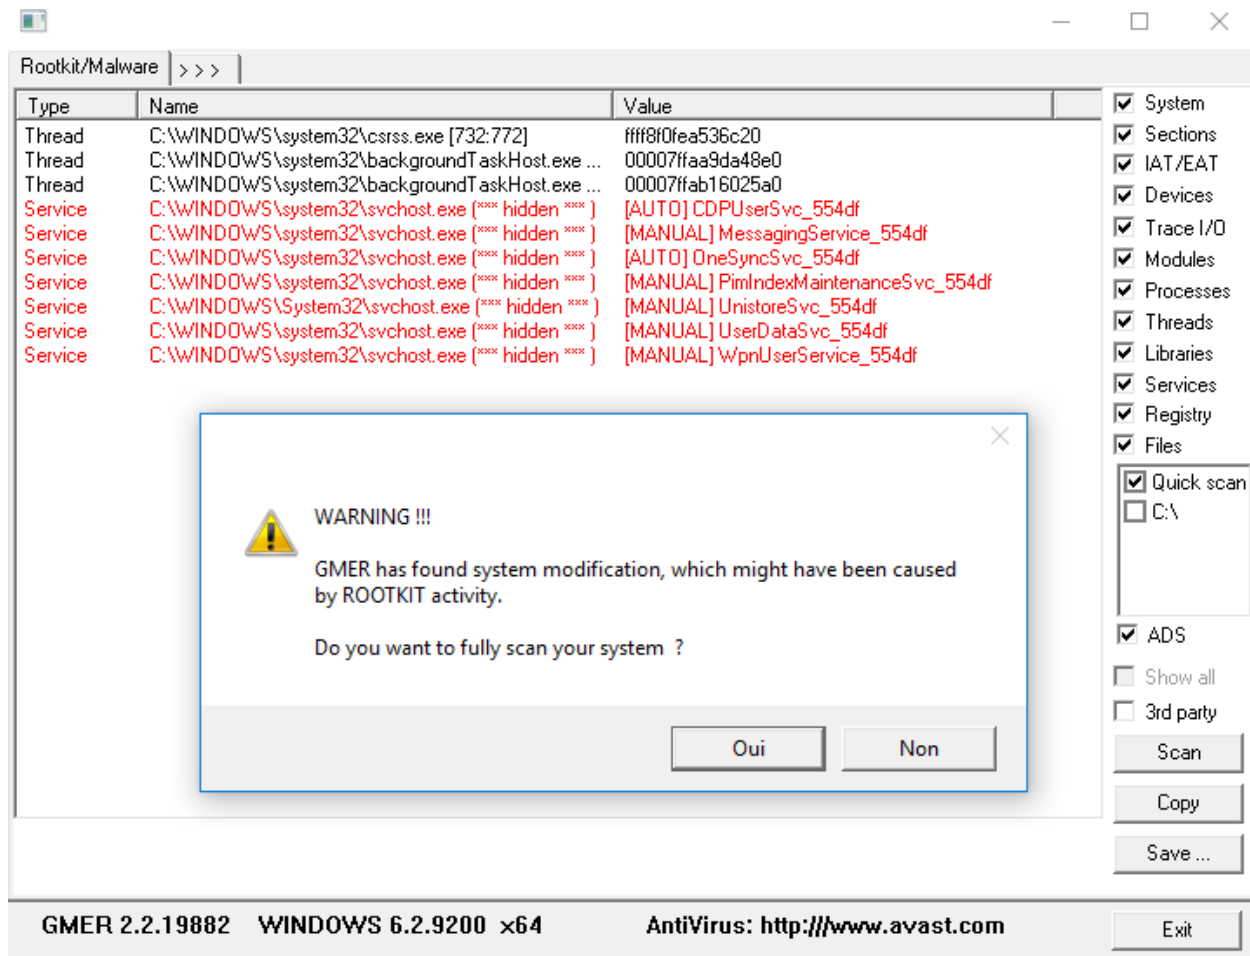 Rootkit/Malware > > >
Type Name Value
Thread C:\WINDOWS\system32\csrss.exe [732:772] ffff8f0fea536c20
Thread C:\WINDOWS\system32\backgroundTaskHost.exe ... 00007ffaa9da48e0
Thread C:\WINDOWS\system32\backgroundTaskHost.exe ... 00007ffab16025a0
Service C:\WINDOWS\system32\svchost.exe (*** hidden *** ) [AUTO] CDPUserSvc_554df
Service C:\WINDOWS\system32\svchost.exe (*** hidden *** ) [MANUAL] MessagingService_554df
Service C:\WINDOWS\system32\svchost.exe (*** hidden *** ) [AUTO] OneSyncSvc_554df
Service C:\WINDOWS\system32\svchost.exe (*** hidden *** ) [MANUAL] PimIndexMaintenanceSvc_554df
Service C:\WINDOWS\System32\svchost.exe (*** hidden *** ) [MANUAL] UnistoreSvc_554df
Service C:\WINDOWS\system32\svchost.exe (*** hidden *** ) [MANUAL] UserDataSvc_554df
Service C:\WINDOWS\system32\svchost.exe (*** hidden *** ) [MANUAL] WpnUserService_554df
System
Sections
IAT/EAT
Devices
Trace I/O
Modules
Processes
Threads
Libraries
Services
Registry
Files
Quick scan
C:\
ADS
Show all
3rd party
Scan
Copy
Save ...
WARNING !!!
GMER has found system modification, which might have been caused
by ROOTKIT activity.
Do you want to fully scan your system ?
Oui Non
GMER 2.2.19882 WINDOWS 6.2.9200 x64 AntiVirus: http:///www.avast.com Exit